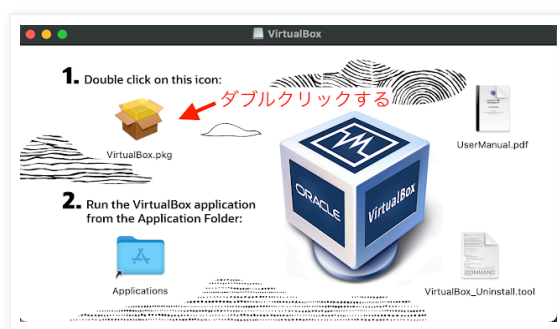 VirtualBox
1. Double click on this icon:
ダブルクリックする
VirtualBox.pkg
UserManual.pdf
ORACLE
VirtualBox
2. Run the VirtualBox application
from the Application Folder:
COMMAND
Applications
VirtualBox_Uninstall.tool